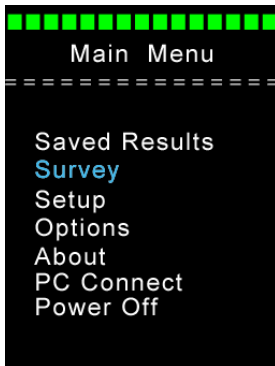 Main Menu
Saved Results
Survey
Setup
Options
About
PC Connect
Power Off